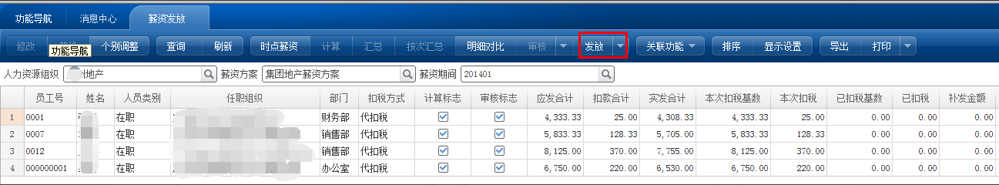 功能导航 消息中心 薪资发放
修改 个别调整 查询 刷新 时点薪资 计算 汇总 按次汇总 明细对比 审核 发放 关联功能 排序 显示设置 导出 打印
功能导航
人力资源组织 州地产 薪资方案 集团地产薪资方案 薪资期间 201401
员工号 姓名 人员类别 任职组织 部门 扣税方式 计算标志 审核标志 应发合计 扣款合计 实发合计 本次扣税基数 本次扣税 已扣税基数 已扣税 补发金额
1 0001 在职 财务部 代扣税 4,333.33 25.00 4,308.33 4,333.33 25.00 0.00 0.00 0.00
2 0007 在职 销售部 代扣税 5,833.33 128.33 5,705.00 5,833.33 128.33 0.00 0.00 0.00
3 0012 在职 销售部 代扣税 8,125.00 370.00 7,755.00 8,125.00 370.00 0.00 0.00 0.00
4 000000001 在职 办公室 代扣税 6,750.00 220.00 6,530.00 6,750.00 220.00 0.00 0.00 0.00